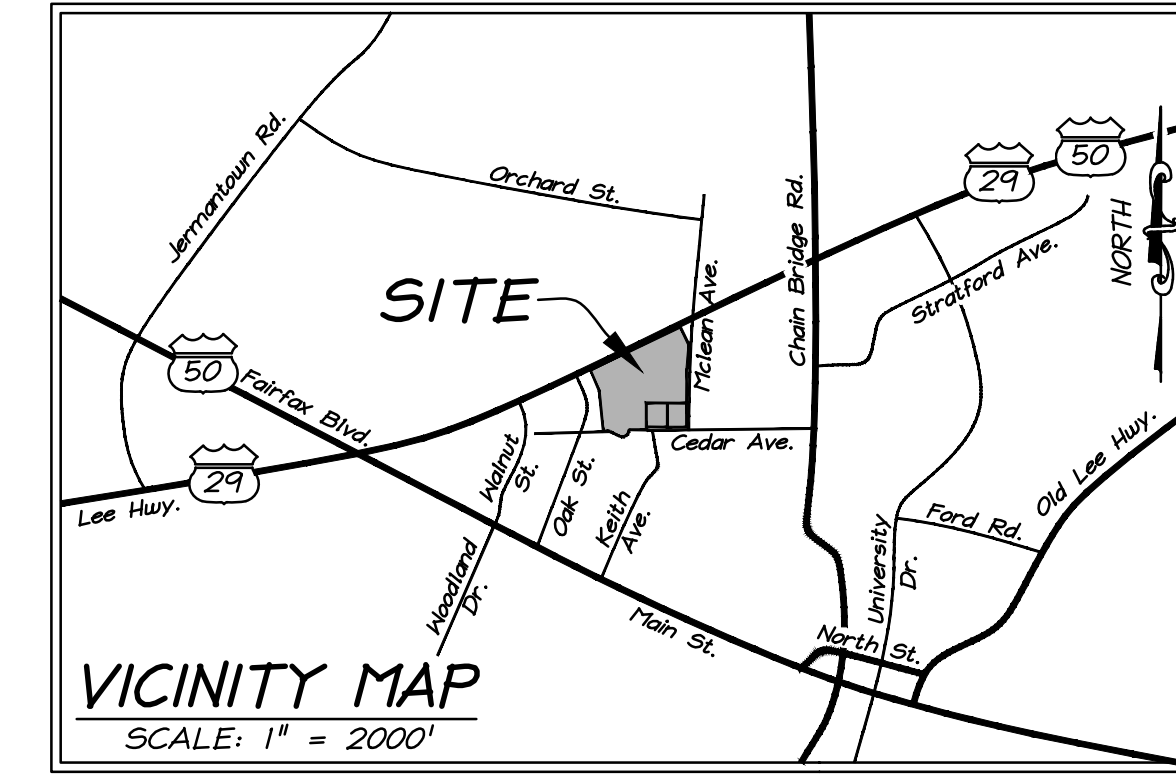 Jermantown Rd.
Orchard St.
Chain Bridge Rd.
29
50
NORTH
Stratford Ave.
SITE
Mclean Ave.
50
Fairfax Blvd.
29
Lee Hwy.
Walnut
St.
Oak St.
Keith
Ave.
Cedar Ave.
Old Lee Hwy.
Ford Rd.
University
Dr.
Woodland
Dr.
Main St.
North St.
VICINITY MAP
SCALE: 1" = 2000'